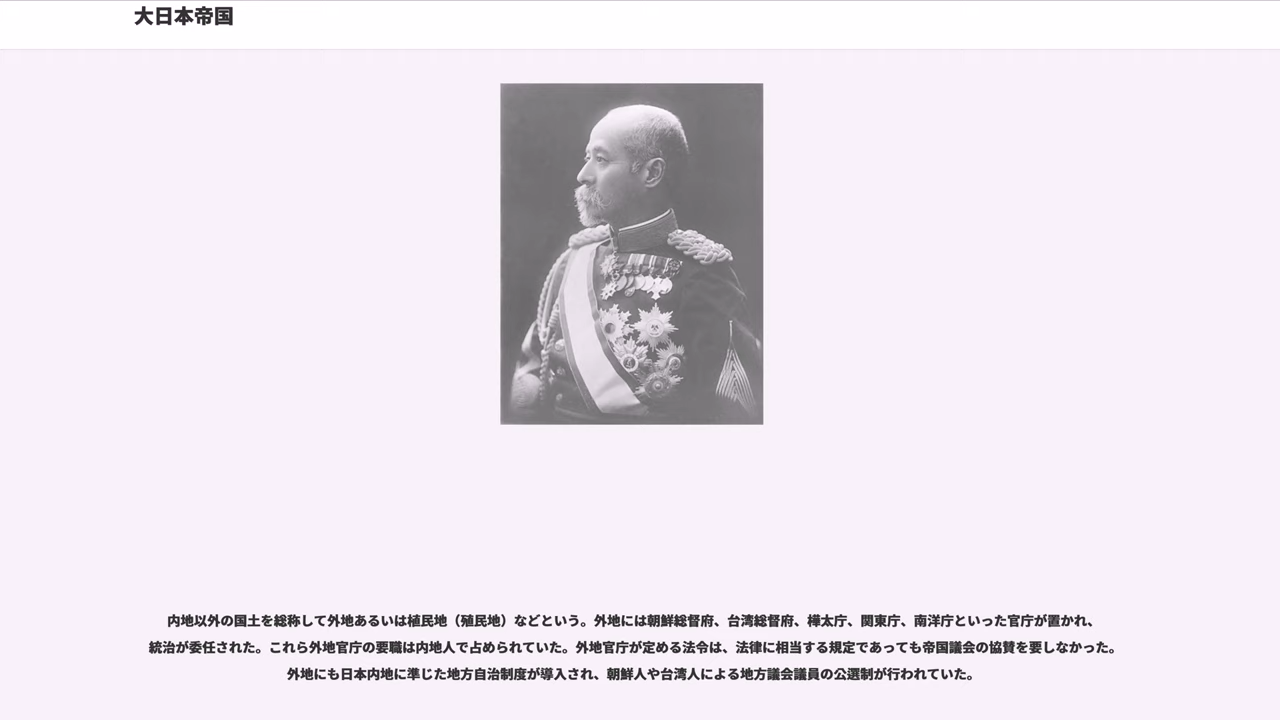 大日本帝国
内地以外の国土を総称して外地あるいは植民地（殖民地）などという。外地には朝鮮総督府、台湾総督府、樺太庁、関東庁、南洋庁といった官庁が置かれ、
統治が委任された。これら外地官庁の要職は内地人で占められていた。外地官庁が定める法令は、法律に相当する規定であっても帝国議会の協賛を要しなかった。
外地にも日本内地に準じた地方自治制度が導入され、朝鮮人や台湾人による地方議会議員の公選制が行われていた。